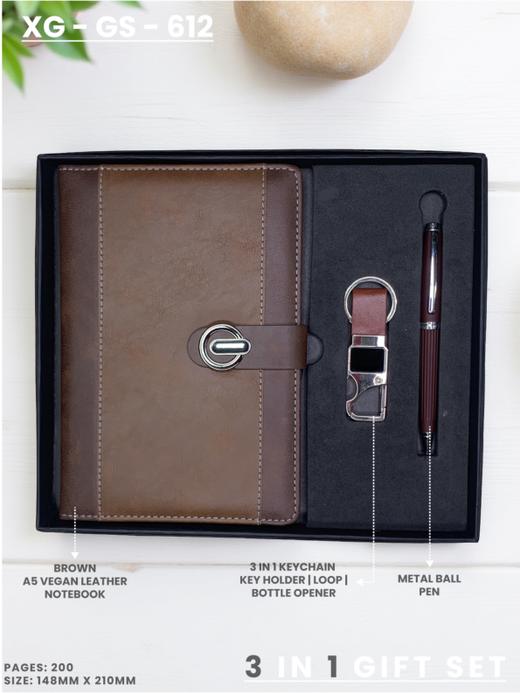 XG - GS - 612
BROWN
A5 VEGAN LEATHER
NOTEBOOK
3 IN 1 KEYCHAIN
KEY HOLDER | LOOP |
BOTTLE OPENER
METAL BALL
PEN
PAGES: 200
SIZE: 148MM X 210MM
3 IN 1 GIFT SET